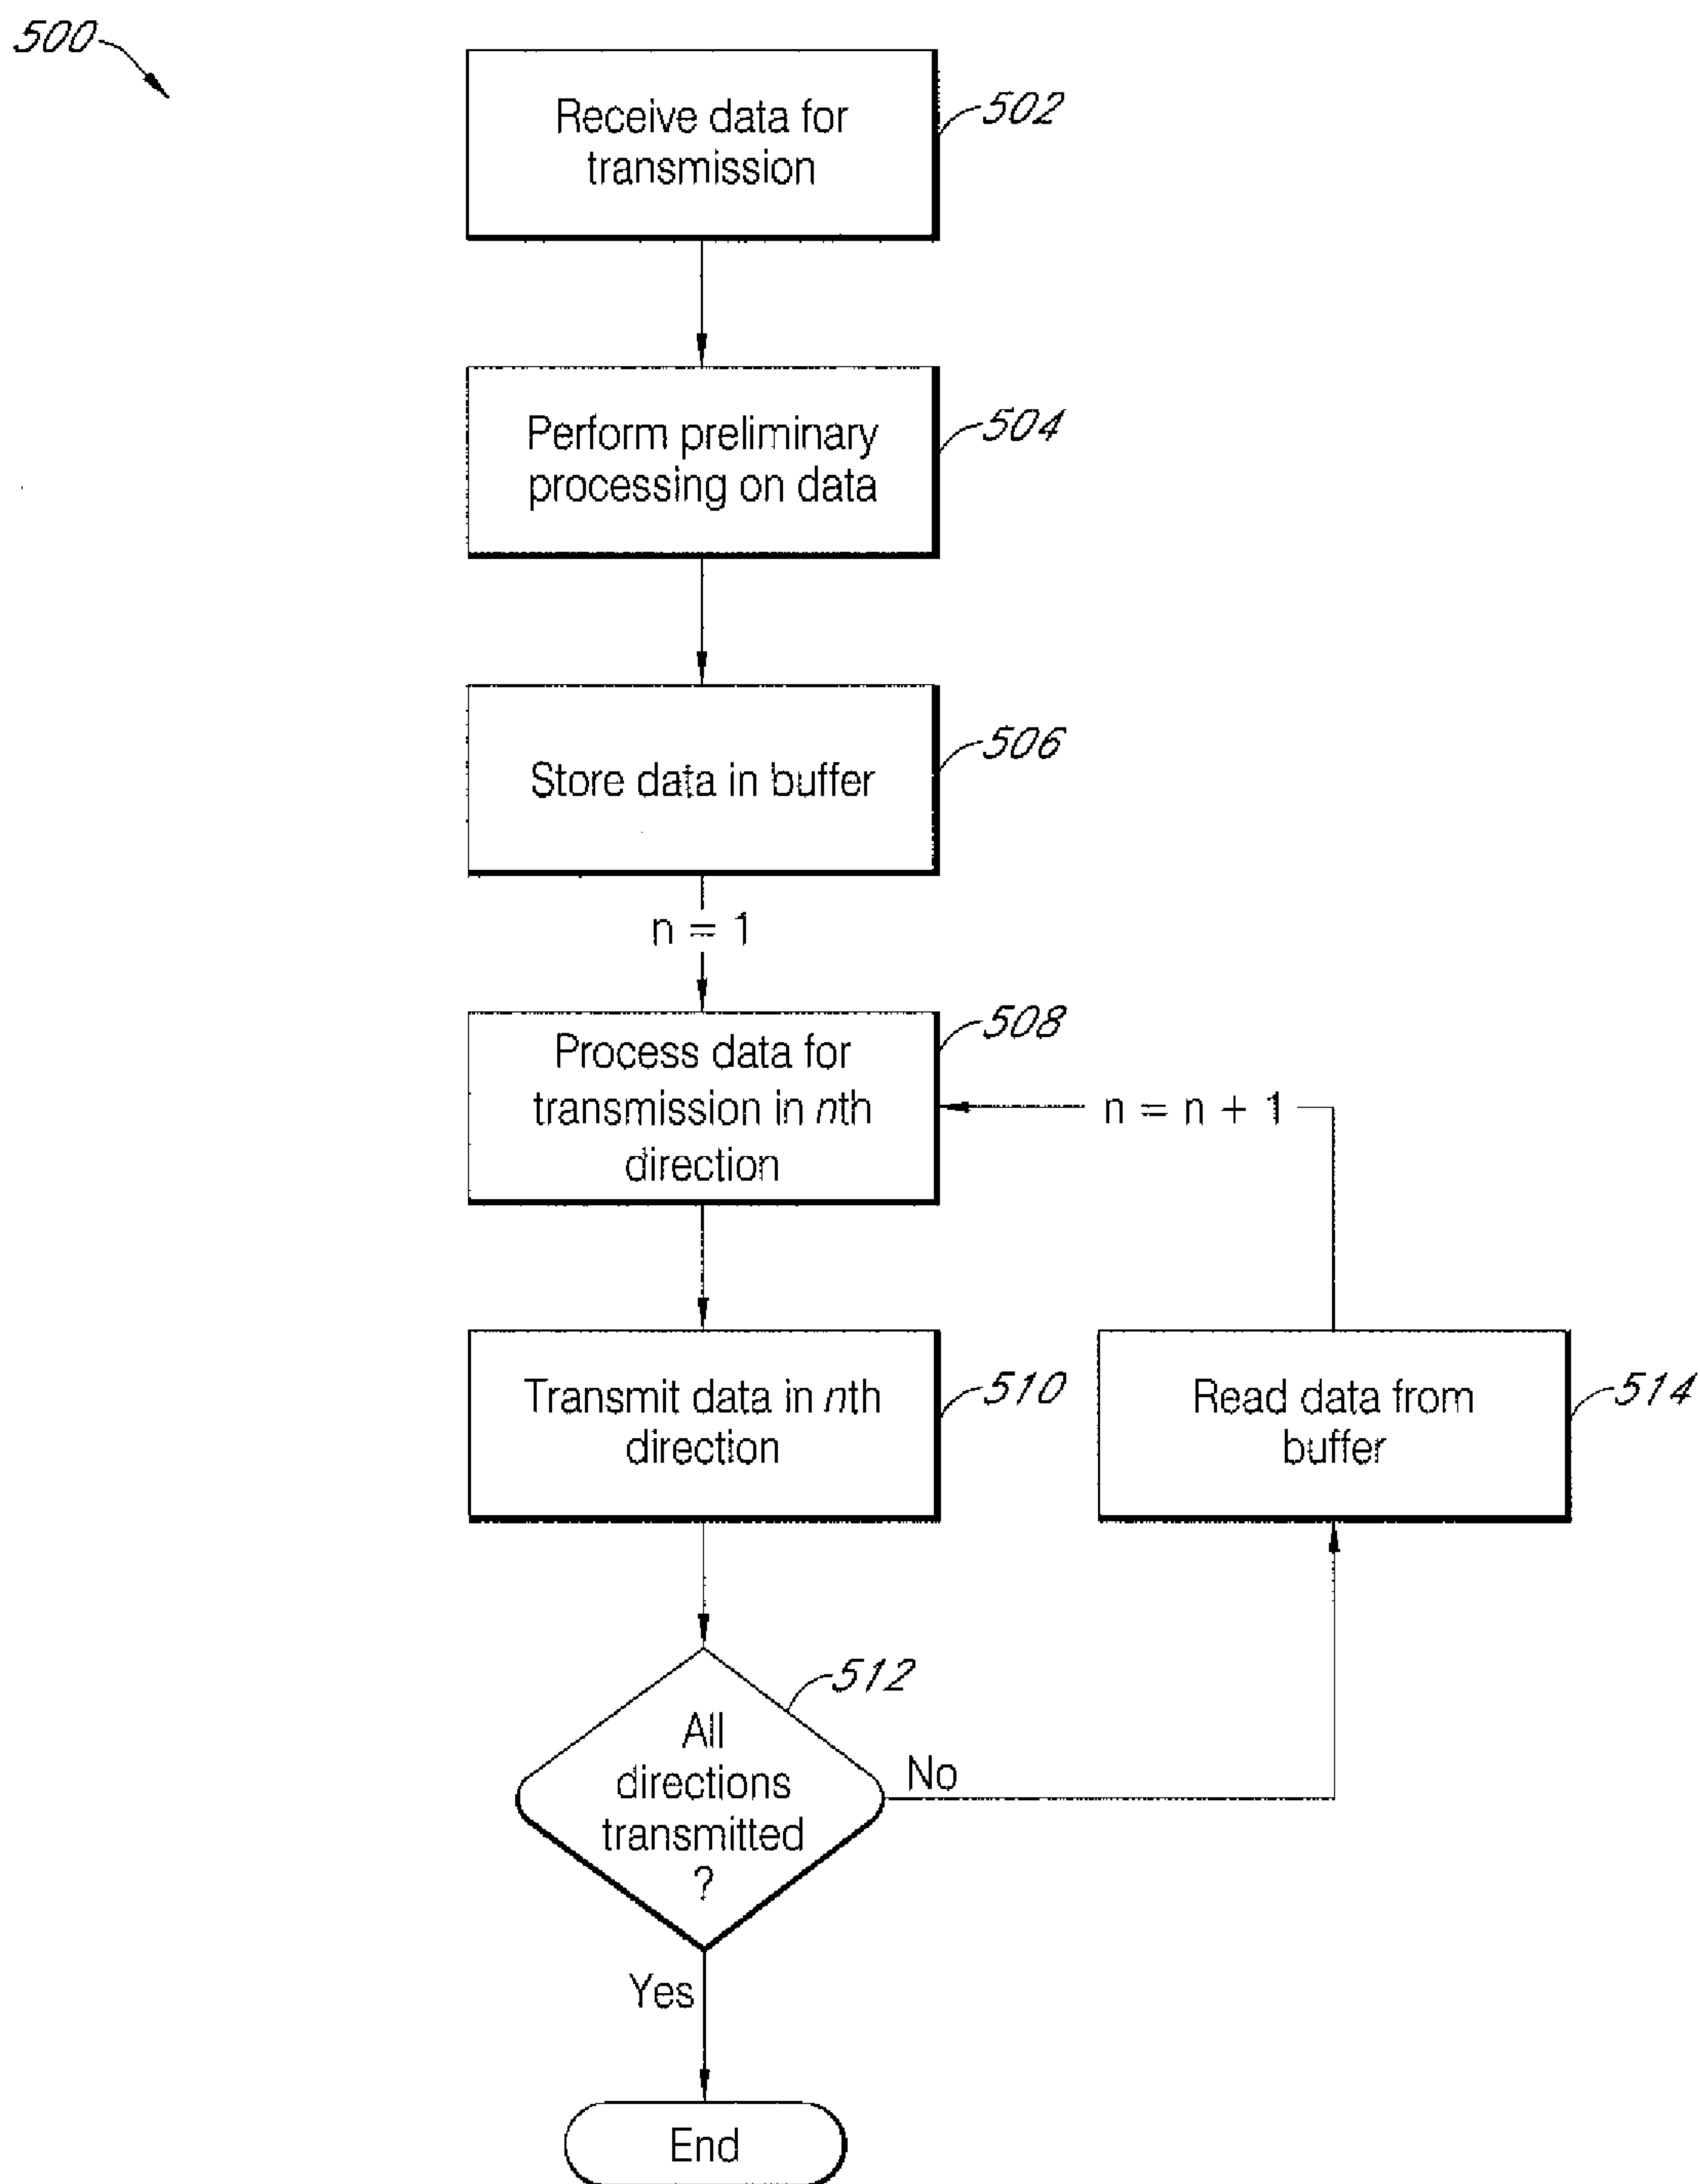 500
Receive data for
transmission
502
Perform preliminary
processing on data
504
Store data in buffer
506
n = 1
Process data for
transmission in nth
direction
508
n = n + 1
Transmit data in nth
direction
510
Read data from
buffer
514
All
directions
transmitted
?
512
No
Yes
End